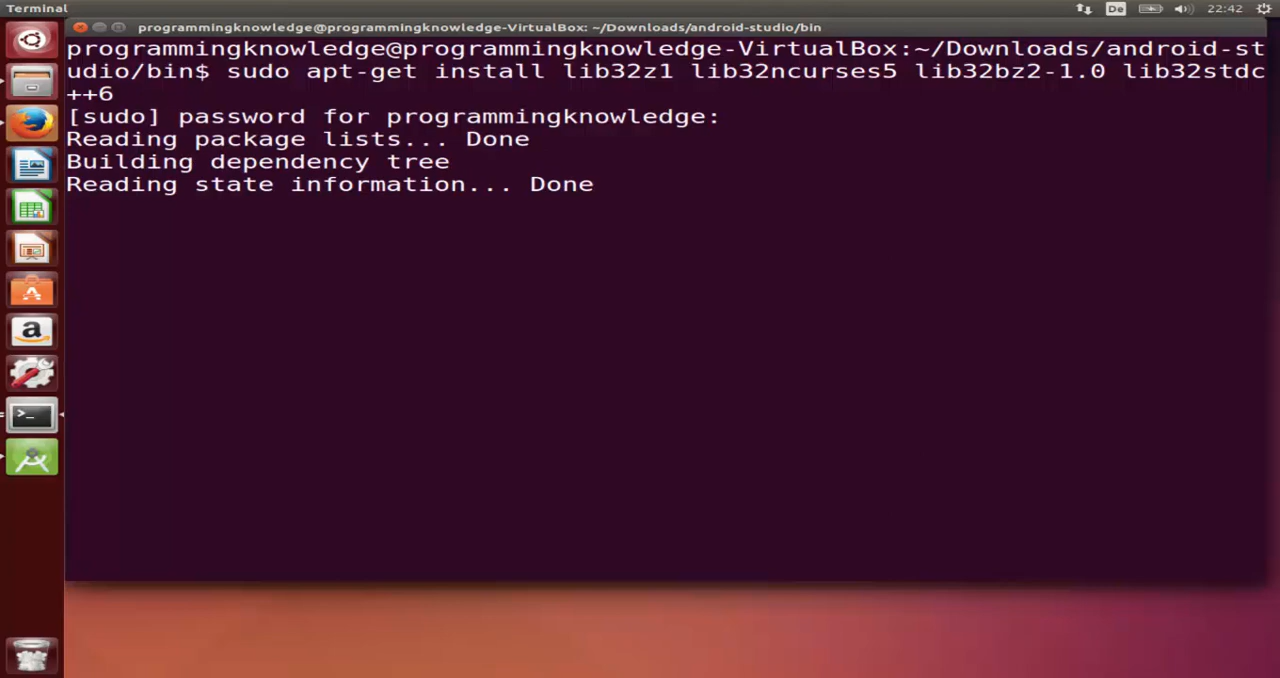 Terminal
De
22:42
programmingknowledge@programmingknowledge-VirtualBox: ~/Downloads/android-studio/bin
programmingknowledge@programmingknowledge-VirtualBox:~/Downloads/android-st
udio/bin$ sudo apt-get install lib32z1 lib32ncurses5 lib32bz2-1.0 lib32stdc
++6
[sudo] password for programmingknowledge:
Reading package lists... Done
Building dependency tree
Reading state information... Done